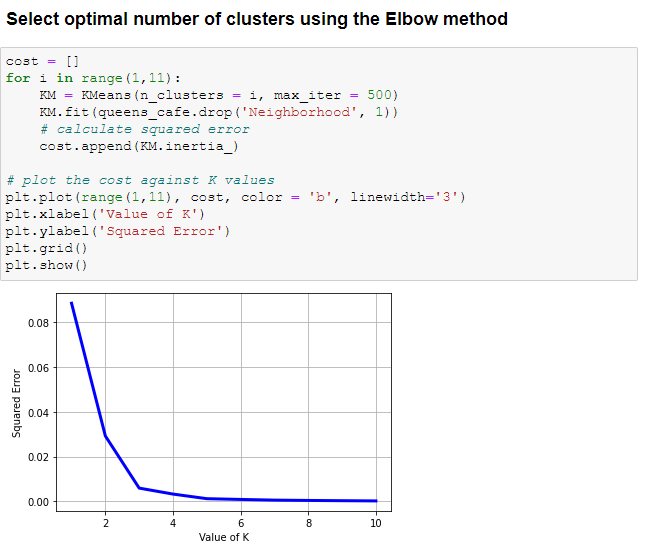 Select optimal number of clusters using the Elbow method
cost = []
for i in range(1,11):
    KM = KMeans(n_clusters = i, max_iter = 500)
    KM.fit(queens_cafe.drop('Neighborhood', 1))
    # calculate squared error
    cost.append(KM.inertia_)

# plot the cost against K values
plt.plot(range(1,11), cost, color = 'b', linewidth='3')
plt.xlabel('Value of K')
plt.ylabel('Squared Error')
plt.grid()
plt.show()
0.08
0.06
0.04
0.02
0.00
Squared Error
2 4 6 8 10
Value of K